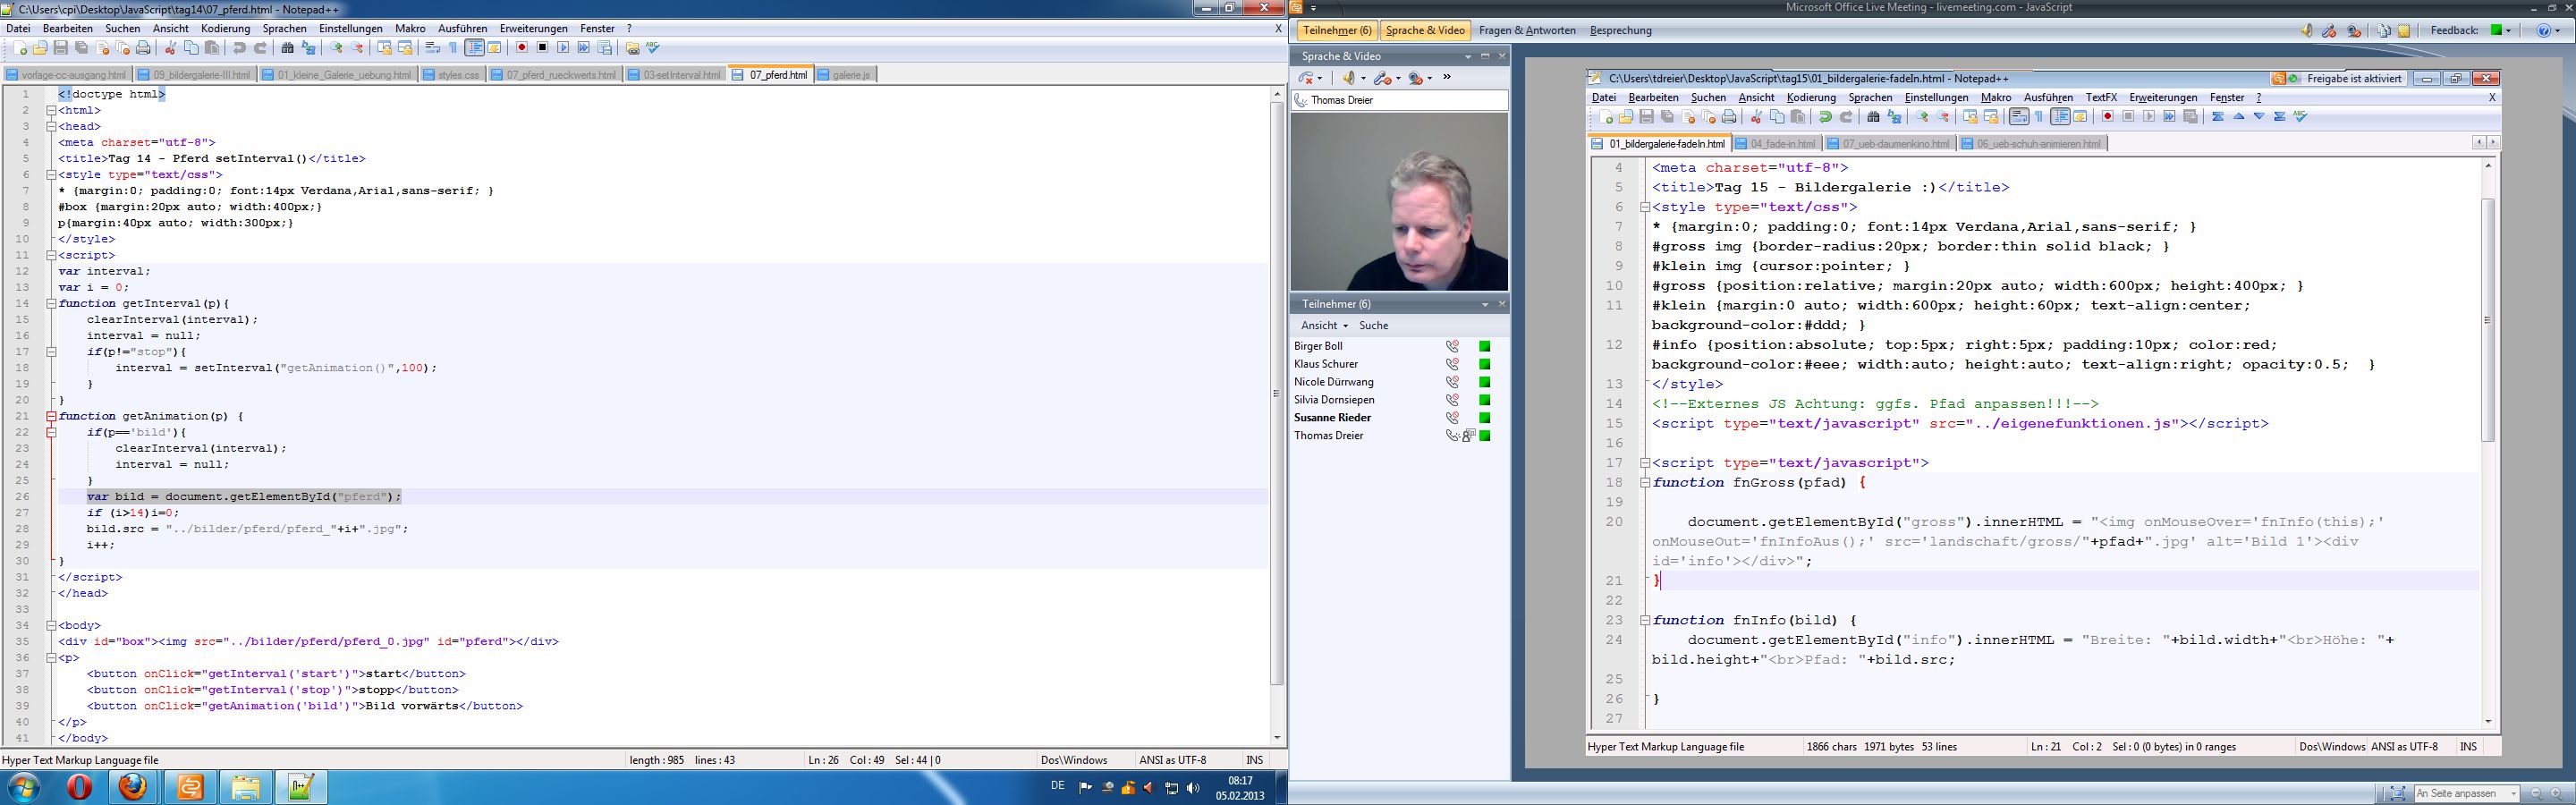 C:\Users\cpi\Desktop\JavaScript\tag14\07_pferd.html - Notepad++
Datei Bearbeiten Suchen Ansicht Kodierung Sprachen Einstellungen Makro Ausführen Erweiterungen Fenster ? X
vorlage-cc-ausgang.html 09_bildergalerie-III.html 01_kleine_Galerie_uebung.html styles.css 07_pferd_rueckwerts.html 03-setInterval.html 07_pferd.html galerie.js
1 <!doctype html>
2 <html>
3 <head>
4 <meta charset="utf-8">
5 <title>Tag 14 - Pferd setInterval()</title>
6 <style type="text/css">
7 * {margin:0; padding:0; font:14px Verdana,Arial,sans-serif; }
8 #box {margin:20px auto; width:400px;}
9 p{margin:40px auto; width:300px;}
10 </style>
11 <script>
12 var interval;
13 var i = 0;
14 function getInterval(p){
15 clearInterval(interval);
16 interval = null;
17 if(p!="stop"){
18 interval = setInterval("getAnimation()",100);
19 }
20 }
21 function getAnimation(p) {
22 if(p=='bild'){
23 clearInterval(interval);
24 interval = null;
25 }
26 var bild = document.getElementById("pferd");
27 if (i>14)i=0;
28 bild.src = "../bilder/pferd/pferd_"+i+".jpg";
29 i++;
30 }
31 </script>
32 </head>
33
34 <body>
35 <div id="box"><img src="../bilder/pferd/pferd_0.jpg" id="pferd"></div>
36 <p>
37 <button onClick="getInterval('start')">start</button>
38 <button onClick="getInterval('stop')">stopp</button>
39 <button onClick="getAnimation('bild')">Bild vorwärts</button>
40 </p>
41 </body>
Hyper Text Markup Language file length : 985 lines : 43 Ln : 26 Col : 49 Sel : 44 | 0 Dos\Windows ANSI as UTF-8 INS
DE 08:17
05.02.2013
Microsoft Office Live Meeting - livemeeting.com - JavaScript
Teilnehmer (6) Sprache & Video Fragen & Antworten Besprechung Feedback:
Sprache & Video
Thomas Dreier
Teilnehmer (6)
Ansicht Suche
Birger Boll
Klaus Schurer
Nicole Dürrwang
Silvia Dornsiepen
Susanne Rieder
Thomas Dreier
C:\Users\tdreier\Desktop\JavaScript\tag15\01_bildergalerie-fadeIn.html - Notepad++ Freigabe ist aktiviert
Datei Bearbeiten Suchen Ansicht Kodierung Sprachen Einstellungen Makro Ausführen TextFX Erweiterungen Fenster ? X
01_bildergalerie-fadeIn.html 04_fade-in.html 07_ueb-daumenkino.html 06_ueb-schuh-animieren.html
4 <meta charset="utf-8">
5 <title>Tag 15 - Bildergalerie :)</title>
6 <style type="text/css">
7 * {margin:0; padding:0; font:14px Verdana,Arial,sans-serif; }
8 #gross img {border-radius:20px; border:thin solid black; }
9 #klein img {cursor:pointer; }
10 #gross {position:relative; margin:20px auto; width:600px; height:400px; }
11 #klein {margin:0 auto; width:600px; height:60px; text-align:center;
background-color:#ddd; }
12 #info {position:absolute; top:5px; right:5px; padding:10px; color:red;
background-color:#eee; width:auto; height:auto; text-align:right; opacity:0.5; }
13 </style>
14 <!--Externes JS Achtung: ggfs. Pfad anpassen!!!-->
15 <script type="text/javascript" src="../eigenefunktionen.js"></script>
16
17 <script type="text/javascript">
18 function fnGross(pfad) {
19
20 document.getElementById("gross").innerHTML = "<img onMouseOver='fnInfo(this);'
onMouseOut='fnInfoAus();' src='landschaft/gross/"+pfad+".jpg' alt='Bild 1'><div
id='info'></div>";
21 }
22
23 function fnInfo(bild) {
24 document.getElementById("info").innerHTML = "Breite: "+bild.width+"<br>Höhe: "+
bild.height+"<br>Pfad: "+bild.src;
25
26 }
27
Hyper Text Markup Language file 1866 chars 1971 bytes 53 lines Ln : 21 Col : 2 Sel : 0 (0 bytes) in 0 ranges Dos\Windows ANSI as UTF-8 INS
An Seite anpassen